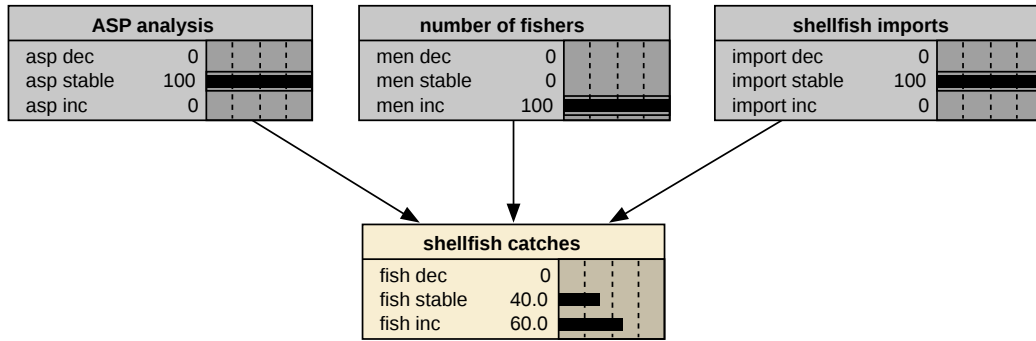 ASP analysis
asp dec 0
asp stable 100
asp inc 0
number of fishers
men dec 0
men stable 0
men inc 100
shellfish imports
import dec 0
import stable 100
import inc 0
shellfish catches
fish dec 0
fish stable 40.0
fish inc 60.0